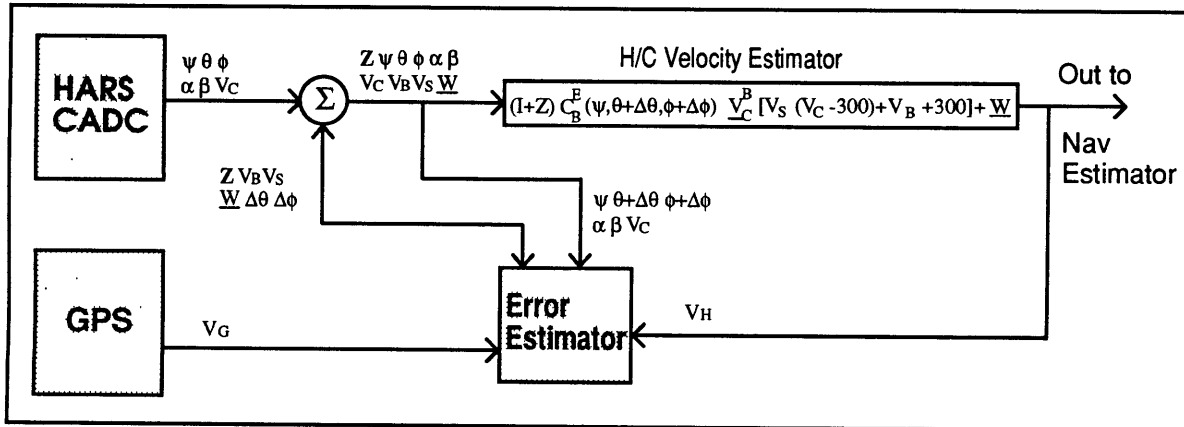 HARS
CADC
ψ θ φ
α β V_C
Σ
Z ψ θ φ α β
V_C V_B V_S W
H/C Velocity Estimator
(I+Z) C_B^E (ψ,θ+Δθ,φ+Δφ) V_C^B [V_S (V_C -300)+V_B +300]+ W
Out to
Nav
Estimator
Z V_B V_S
W Δθ Δφ
ψ θ+Δθ φ+Δφ
α β V_C
GPS
V_G
Error
Estimator
V_H